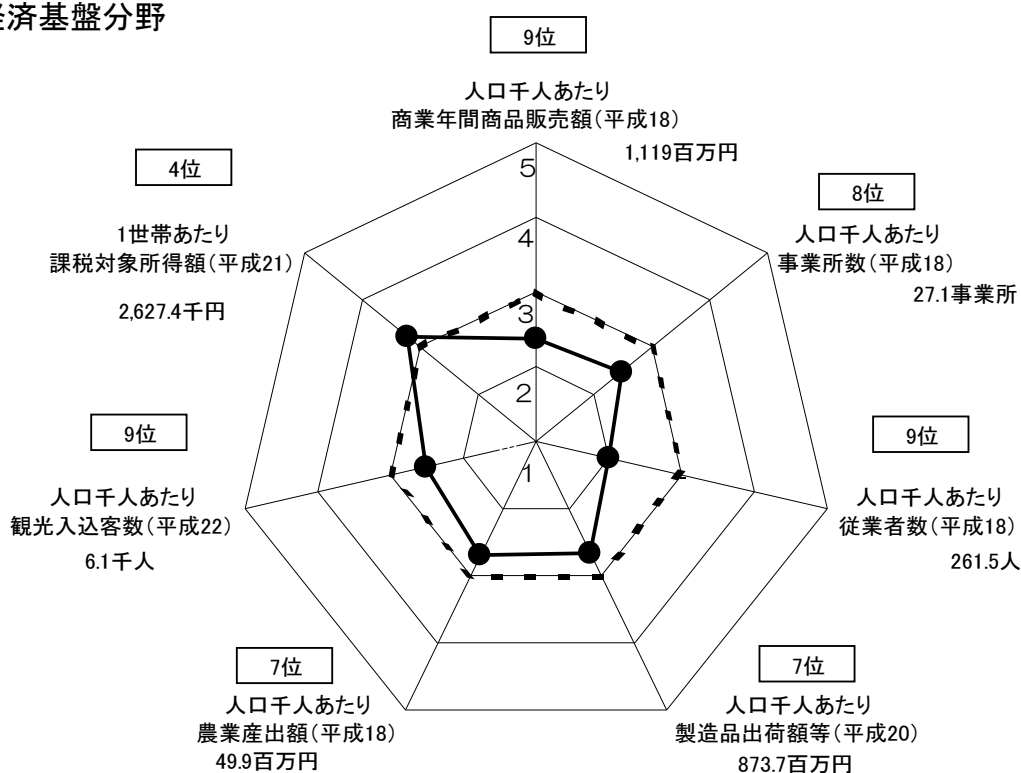 経済基盤分野
9位
人口千人あたり
商業年間商品販売額(平成18)
1,119百万円
4位
1世帯あたり
課税対象所得額(平成21)
2,627.4千円
8位
人口千人あたり
事業所数(平成18)
27.1事業所
5
4
3
2
1
9位
人口千人あたり
観光入込客数(平成22)
6.1千人
9位
人口千人あたり
従業者数(平成18)
261.5人
7位
人口千人あたり
農業産出額(平成18)
49.9百万円
7位
人口千人あたり
製造品出荷額等(平成20)
873.7百万円